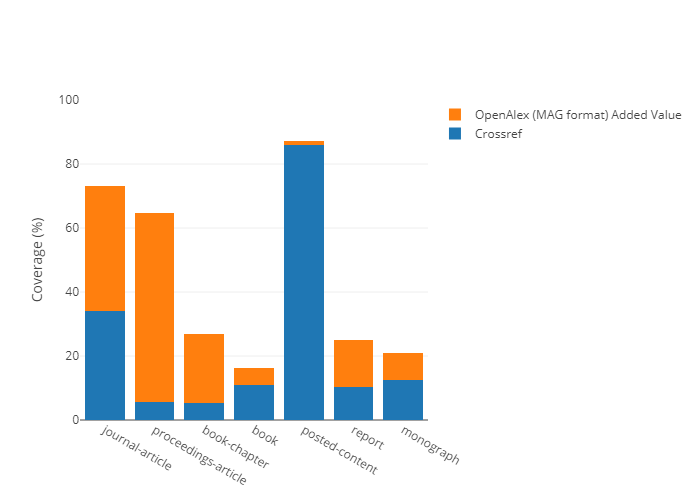 100
80
60
40
20
0
Coverage (%)
journal-article
proceedings-article
book-chapter
book
posted-content
report
monograph
OpenAlex (MAG format) Added Value
Crossref